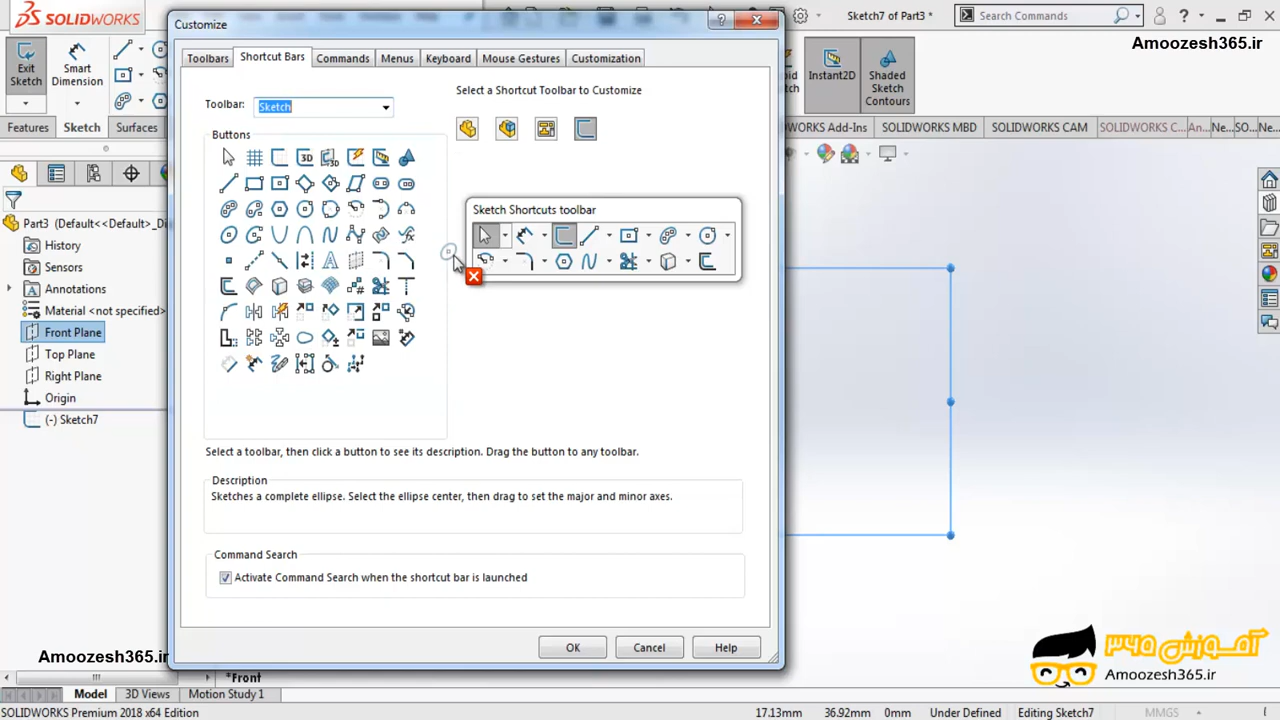 SOLIDWORKS
Customize
Sketch7 of Part3 *
Search Commands
Amoozesh365.ir
Exit
Sketch
Smart
Dimension
Instant2D
Shaded
Sketch
Contours
Features
Sketch
Surfaces
SOLIDWORKS MBD
SOLIDWORKS CAM
SOLIDWORKS C...
An...
Ne...
SO...
Ne...
Toolbars
Shortcut Bars
Commands
Menus
Keyboard
Mouse Gestures
Customization
Toolbar:
Sketch
Select a Shortcut Toolbar to Customize
Buttons
3D
Sketch Shortcuts toolbar
Part3 (Default<<Default>_Di
History
Sensors
Annotations
Material <not specified>
Front Plane
Top Plane
Right Plane
Origin
(-) Sketch7
Select a toolbar, then click a button to see its description. Drag the button to any toolbar.
Description
Sketches a complete ellipse. Select the ellipse center, then drag to set the major and minor axes.
Command Search
Activate Command Search when the shortcut bar is launched
OK
Cancel
Help
Amoozesh365.ir
*Front
آموزش ۳۶۵
Amoozesh365.ir
Model
3D Views
Motion Study 1
SOLIDWORKS Premium 2018 x64 Edition
17.13mm
36.92mm
0mm
Under Defined
Editing Sketch7
MMGS